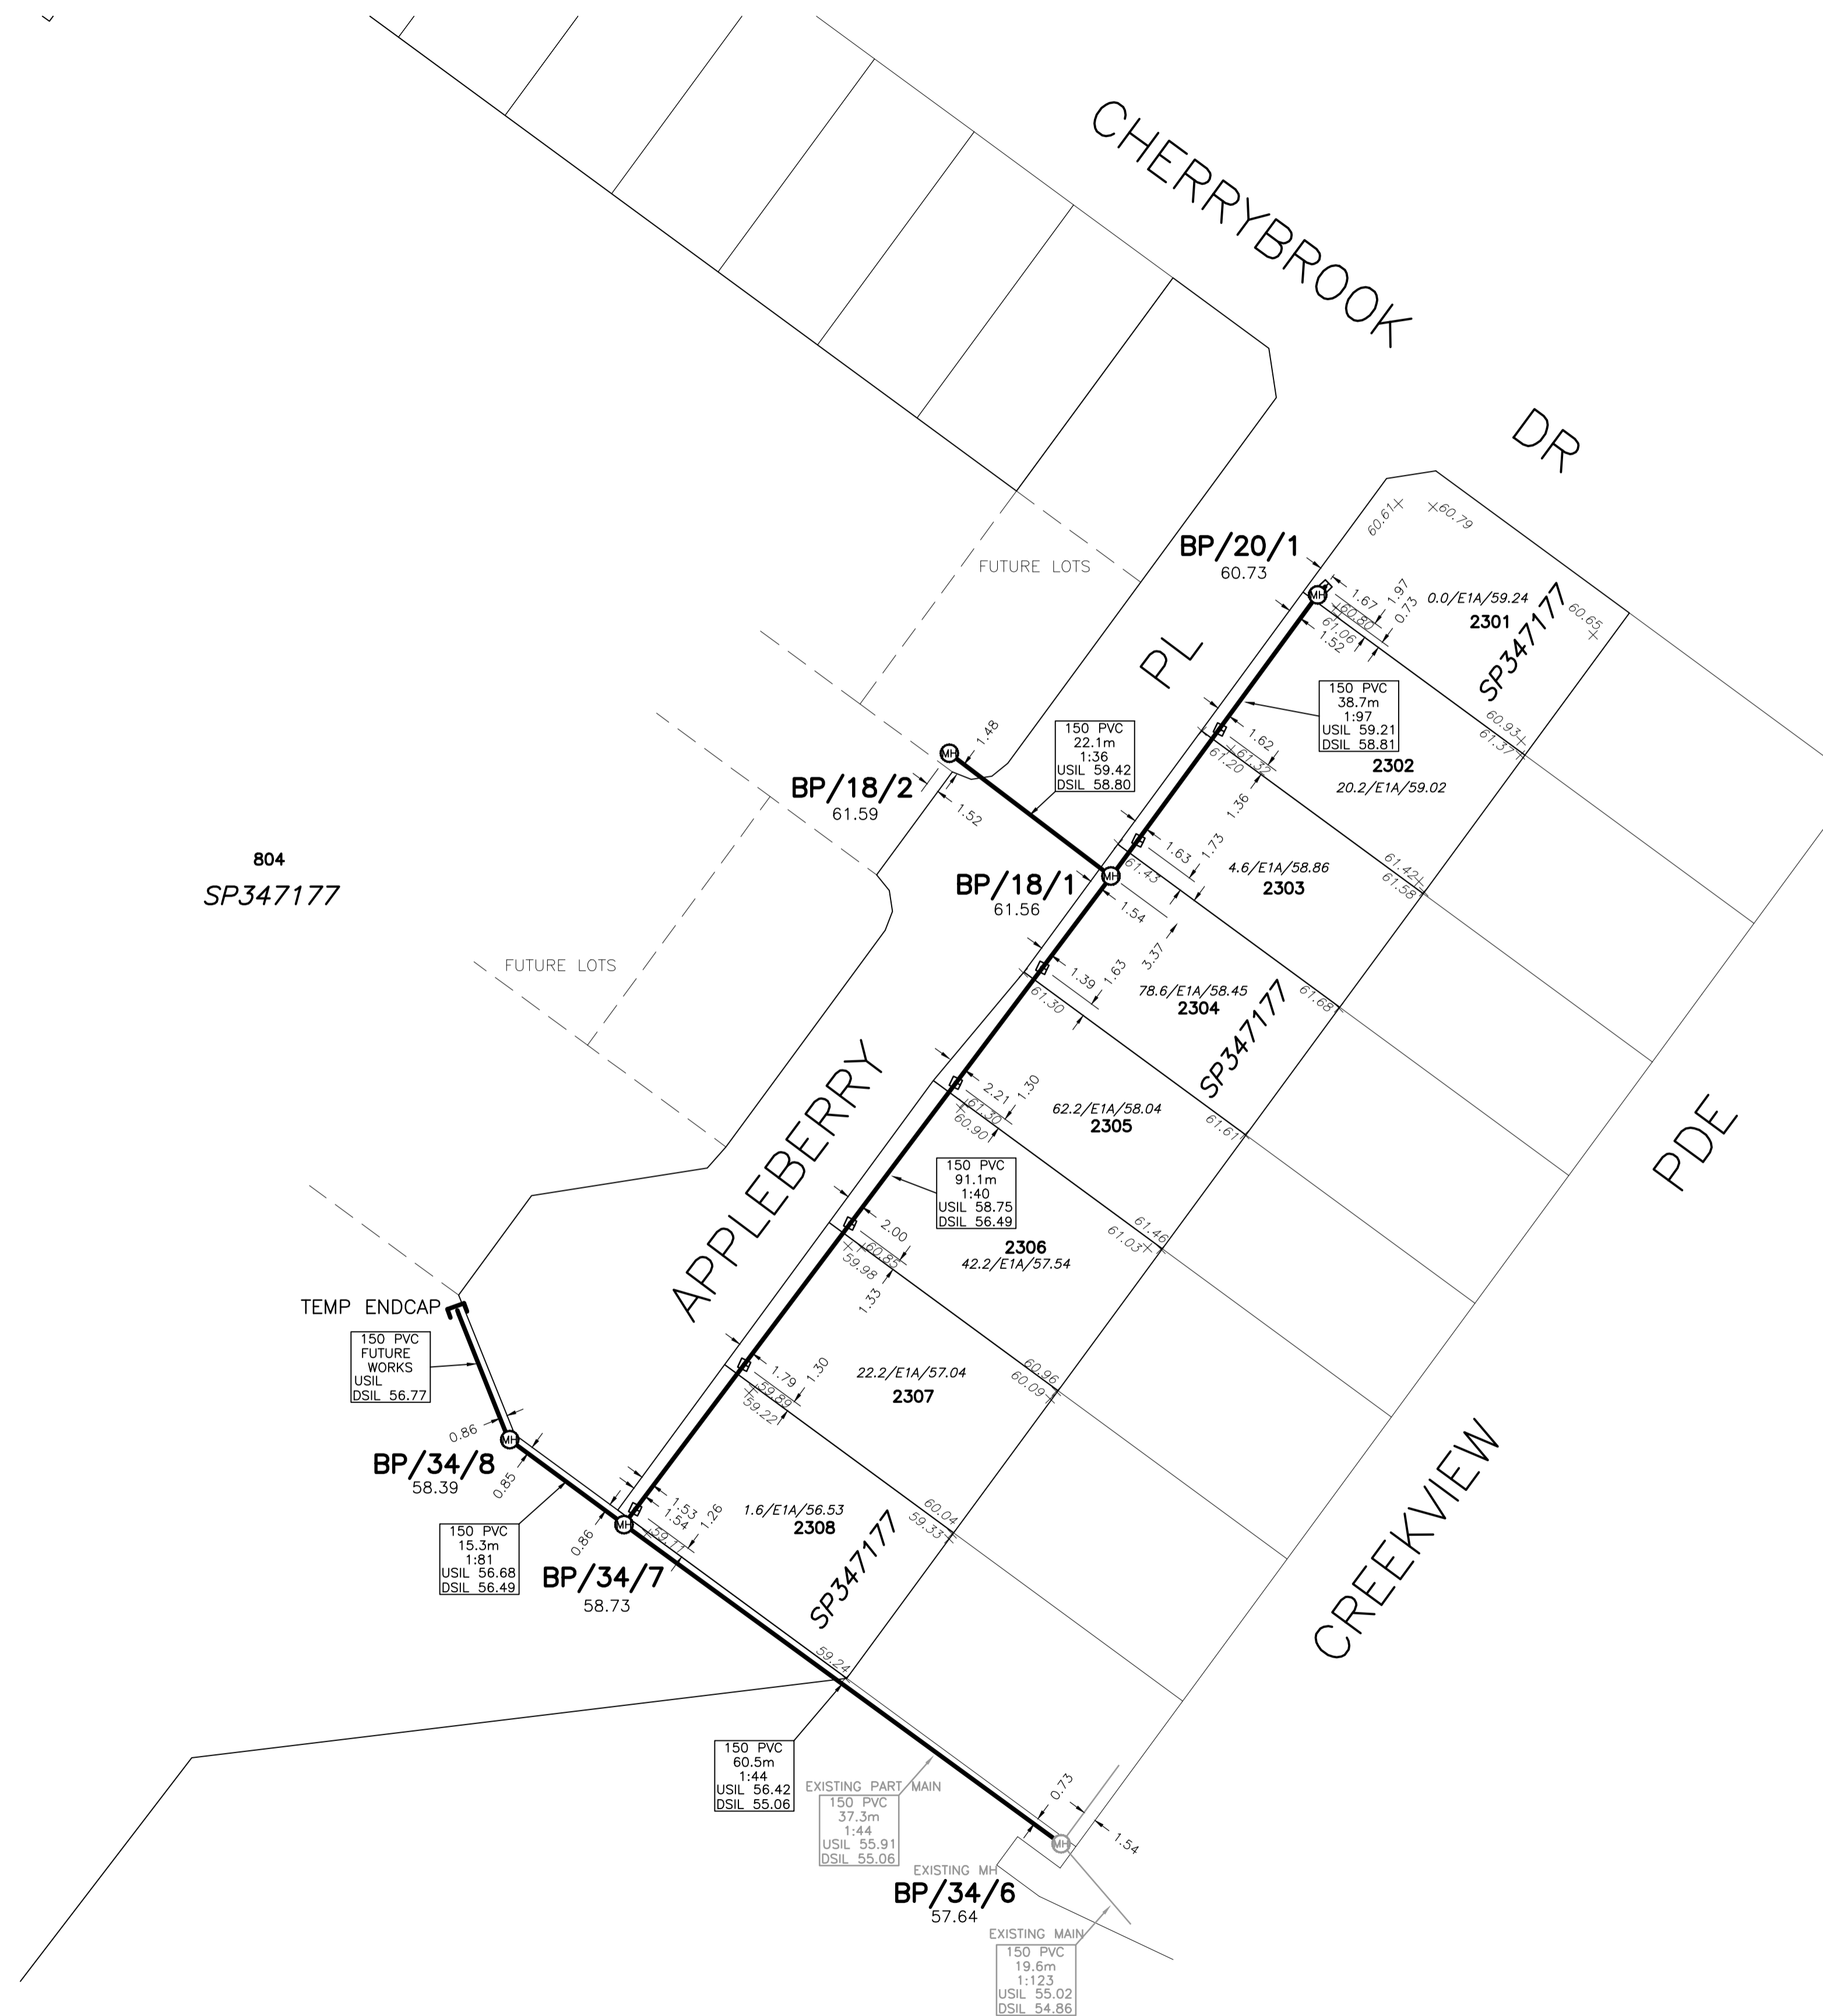 CHERRYBROOK
DR
60.61
60.79
BP/20/1
60.73
FUTURE LOTS
1.67
1.97
60.80
0.73
61.06
1.52
0.0/E1A/59.24
2301
SP347177
60.65
PL
150 PVC
38.7m
1:97
USIL 59.21
DSIL 58.81
60.93
61.37
1.48
150 PVC
22.1m
1:36
USIL 59.42
DSIL 58.80
1.62
61.32
61.20
2302
20.2/E1A/59.02
BP/18/2
61.59
1.52
1.36
1.63
1.73
61.43
4.6/E1A/58.86
2303
61.42
61.58
804
SP347177
BP/18/1
61.56
1.54
3.37
FUTURE LOTS
1.39
1.63
61.30
78.6/E1A/58.45
2304
61.68
SP347177
APPLEBERRY
2.21
1.30
61.30
60.90
62.2/E1A/58.04
2305
61.61
PDE
150 PVC
91.1m
1:40
USIL 58.75
DSIL 56.49
2.00
60.85
59.98
2306
42.2/E1A/57.54
61.46
61.03
1.33
TEMP ENDCAP
150 PVC
FUTURE
WORKS
USIL
DSIL 56.77
1.79
1.30
59.89
59.22
22.2/E1A/57.04
2307
60.96
60.09
0.86
BP/34/8
58.39
0.85
CREEKVIEW
1.53
1.54
1.26
59.11
1.6/E1A/56.53
2308
60.04
59.33
SP347177
0.86
150 PVC
15.3m
1:81
USIL 56.68
DSIL 56.49
BP/34/7
58.73
59.24
150 PVC
60.5m
1:44
USIL 56.42
DSIL 55.06
EXISTING PART MAIN
150 PVC
37.3m
1:44
USIL 55.91
DSIL 55.06
0.73
1.54
MH
MH
MH
MH
MH
MH
EXISTING MH
BP/34/6
57.64
EXISTING MAIN
150 PVC
19.6m
1:123
USIL 55.02
DSIL 54.86